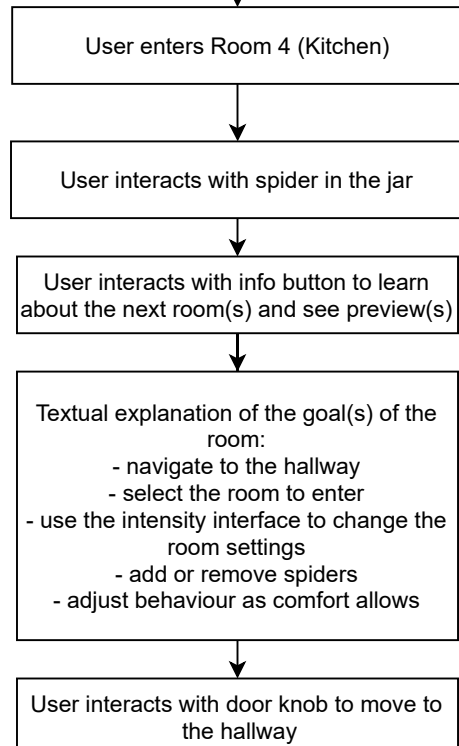 User enters Room 4 (Kitchen)
User interacts with spider in the jar
User interacts with info button to learn
about the next room(s) and see preview(s)
Textual explanation of the goal(s) of the
room:
- navigate to the hallway
- select the room to enter
- use the intensity interface to change the
room settings
- add or remove spiders
- adjust behaviour as comfort allows
User interacts with door knob to move to
the hallway